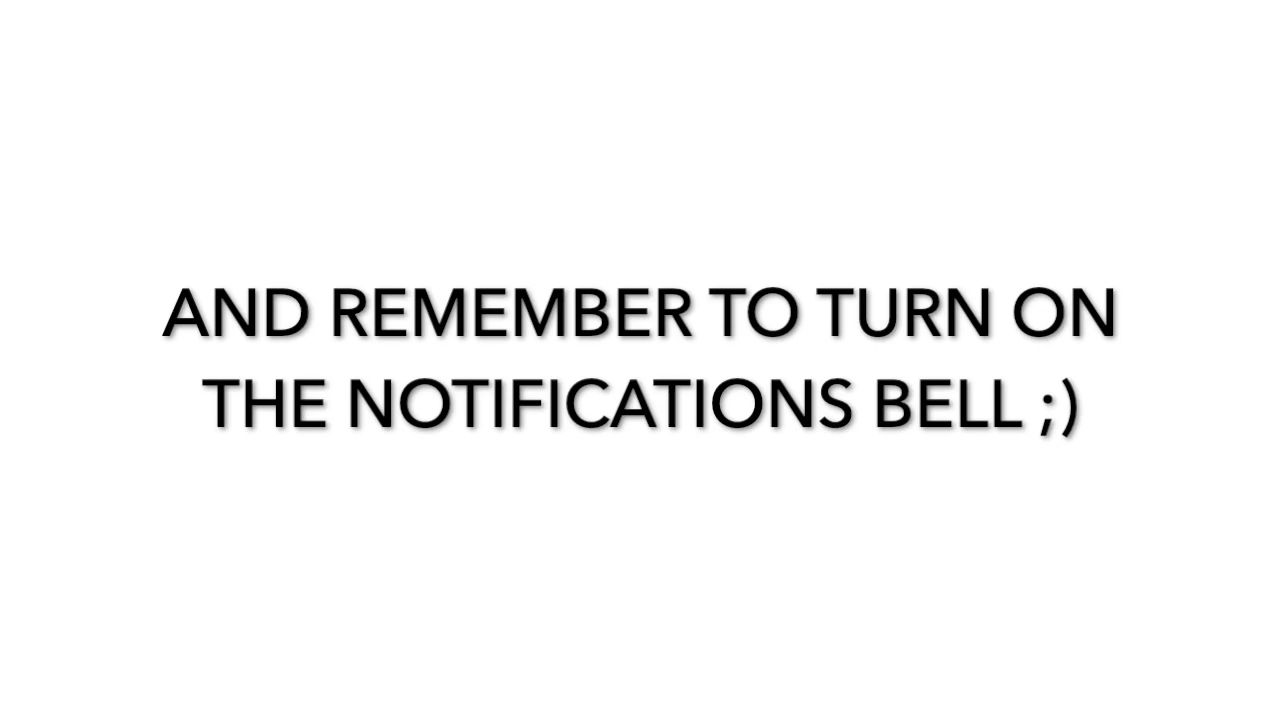 AND REMEMBER TO TURN ON
THE NOTIFICATIONS BELL ;)